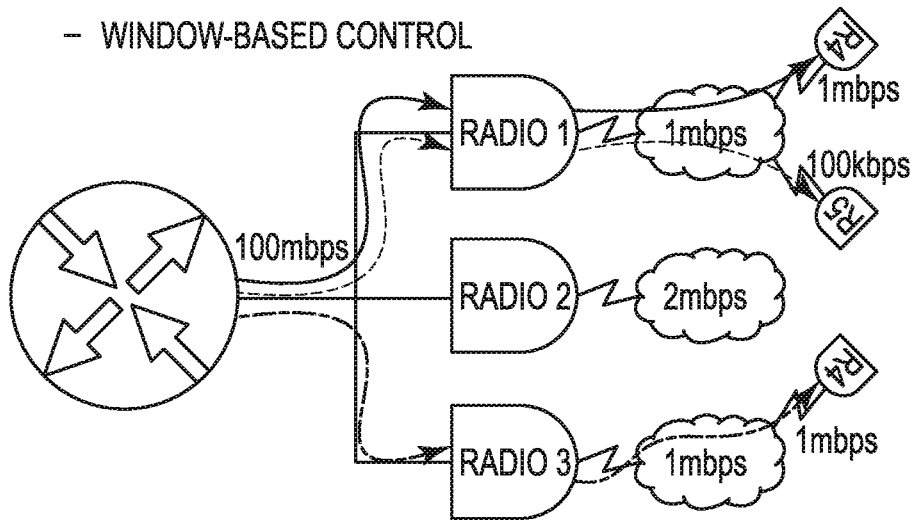 – WINDOW-BASED CONTROL
R4
1mbps
RADIO 1
1mbps
100kbps
R5
100mbps
RADIO 2
2mbps
R4
RADIO 3
1mbps
1mbps